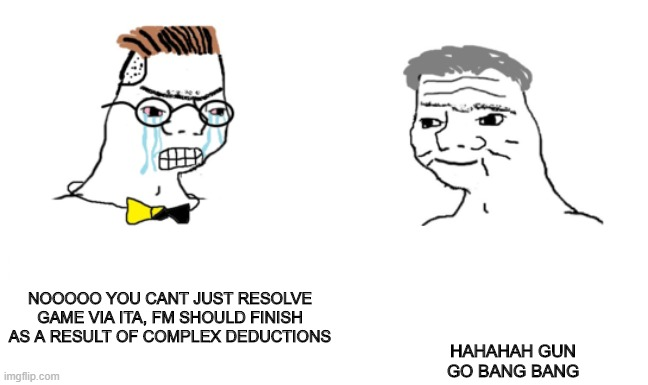 NOOOOO YOU CANT JUST RESOLVE
GAME VIA ITA, FM SHOULD FINISH
AS A RESULT OF COMPLEX DEDUCTIONS
HAHAHAH GUN
GO BANG BANG
imgflip.com